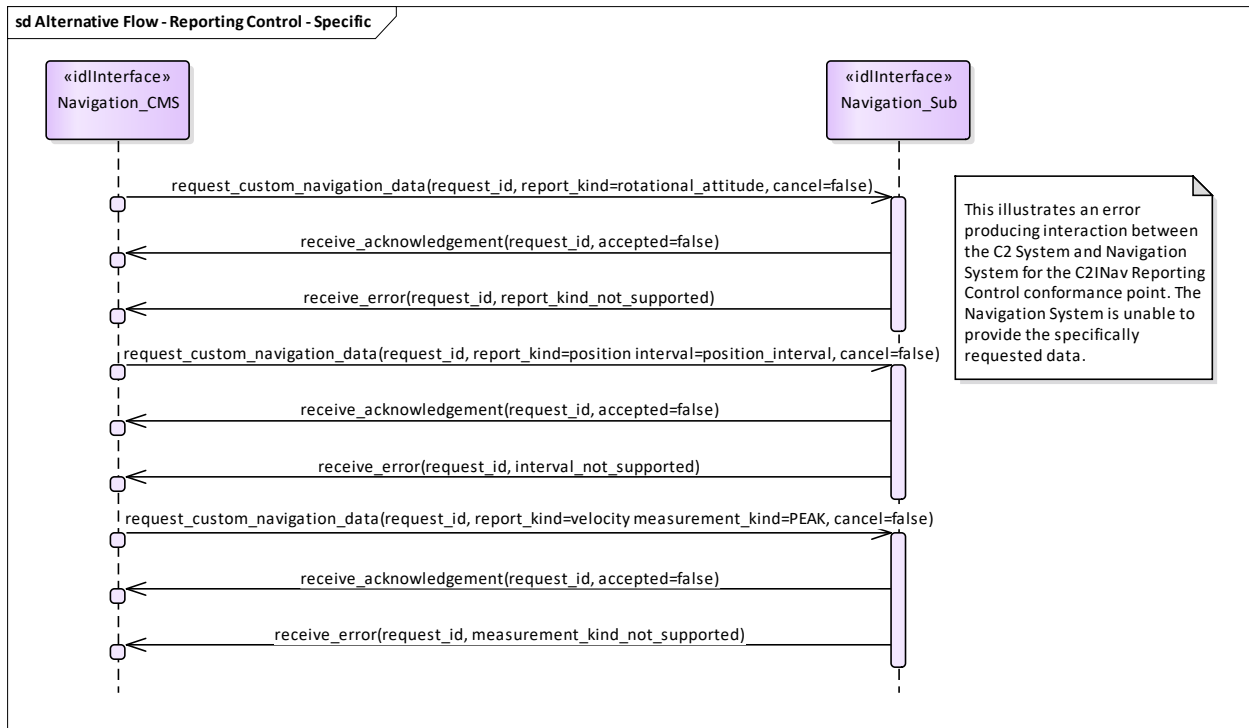 sd Alternative Flow - Reporting Control - Specific
«idlInterface»
Navigation_CMS
«idlInterface»
Navigation_Sub
request_custom_navigation_data(request_id, report_kind=rotational_attitude, cancel=false)
receive_acknowledgement(request_id, accepted=false)
receive_error(request_id, report_kind_not_supported)
request_custom_navigation_data(request_id, report_kind=position interval=position_interval, cancel=false)
receive_acknowledgement(request_id, accepted=false)
receive_error(request_id, interval_not_supported)
request_custom_navigation_data(request_id, report_kind=velocity measurement_kind=PEAK, cancel=false)
receive_acknowledgement(request_id, accepted=false)
receive_error(request_id, measurement_kind_not_supported)
This illustrates an error
producing interaction between
the C2 System and Navigation
System for the C2INav Reporting
Control conformance point. The
Navigation System is unable to
provide the specifically
requested data.